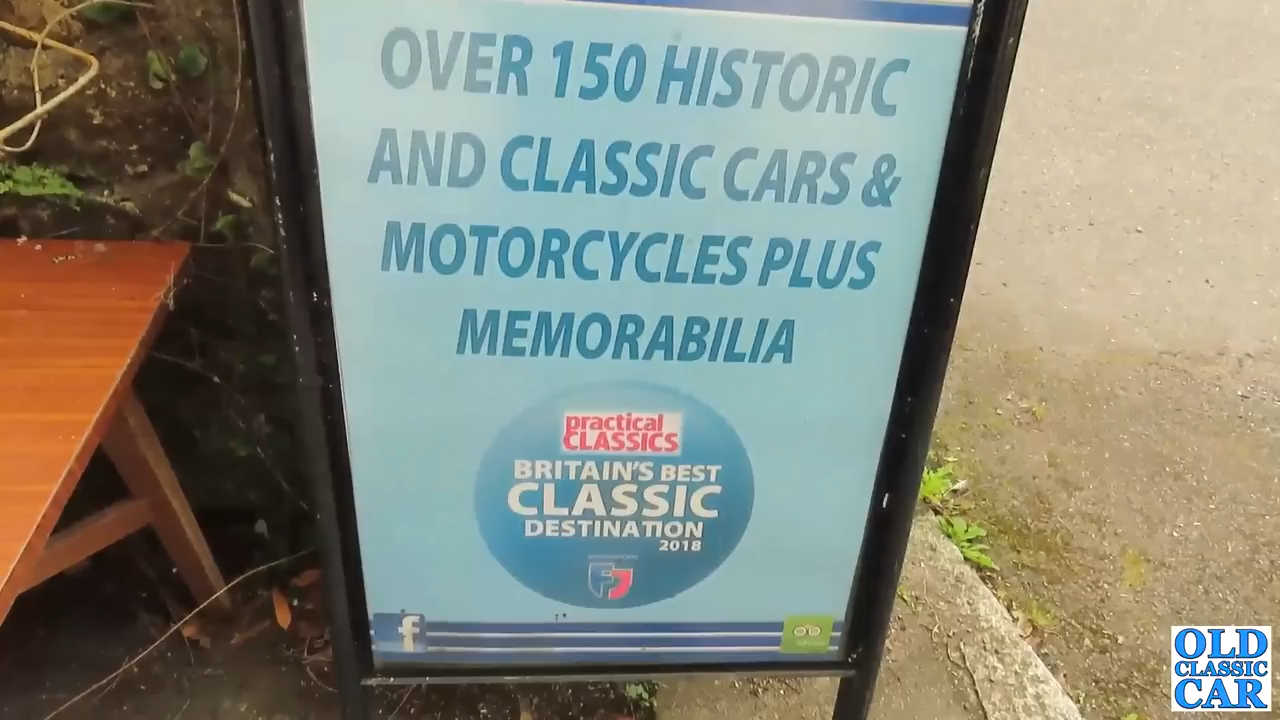 OVER 150 HISTORIC
AND CLASSIC CARS &
MOTORCYCLES PLUS
MEMORABILIA
practical
CLASSICS
BRITAIN'S BEST
CLASSIC
DESTINATION
2018
f
OLD
CLASSIC
CAR